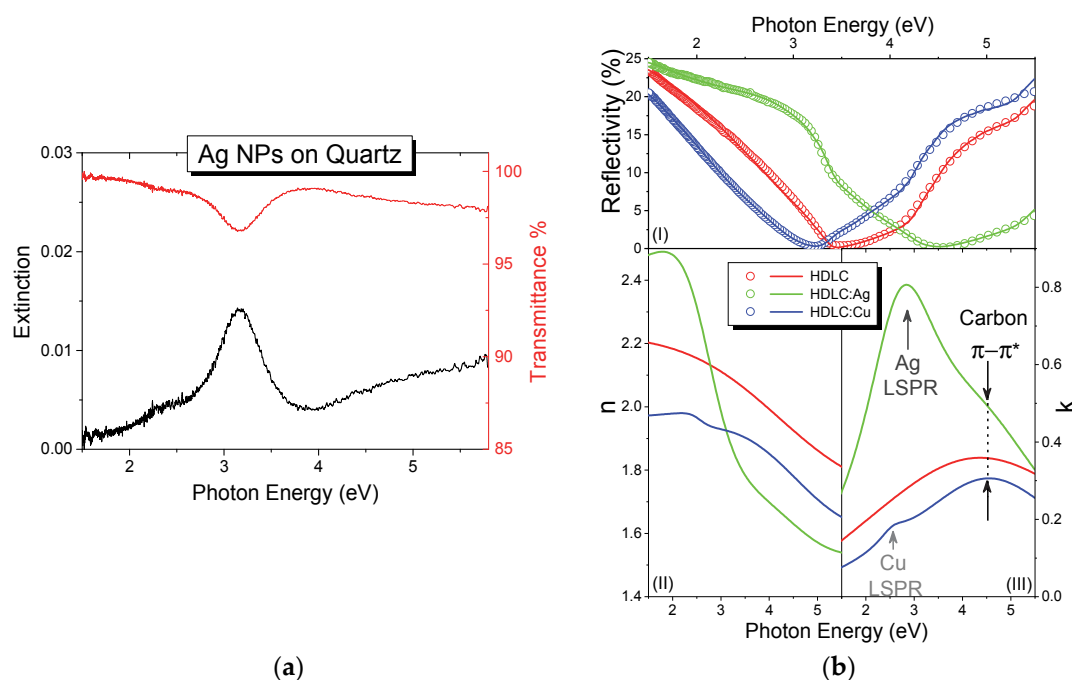 Ag NPs on Quartz
0.03
0.02
0.01
0.00
Extinction
100
95
90
85
Transmittance %
2 3 4 5
Photon Energy (eV)
(a)
Photon Energy (eV)
2 3 4 5
25
20
15
10
5
0
Reflectivity (%)
(I)
HDLC
HDLC:Ag
HDLC:Cu
2.4
2.2
2.0
1.8
1.6
1.4
n
(II)
Ag
LSPR
Carbon
π–π*
Cu
LSPR
(III)
0.8
0.6
0.4
0.2
0.0
k
2 3 4 5 2 3 4 5
Photon Energy (eV)
(b)